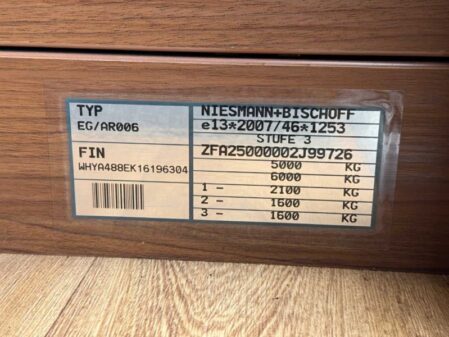 TYP
EG/AR006
FIN
WHYA488EK16196304
NIESMANN+BISCHOFF
e13*2007/46*1253
STUFE 3
ZFA25000002J99726
5000 KG
6000 KG
1 - 2100 KG
2 - 1600 KG
3 - 1600 KG